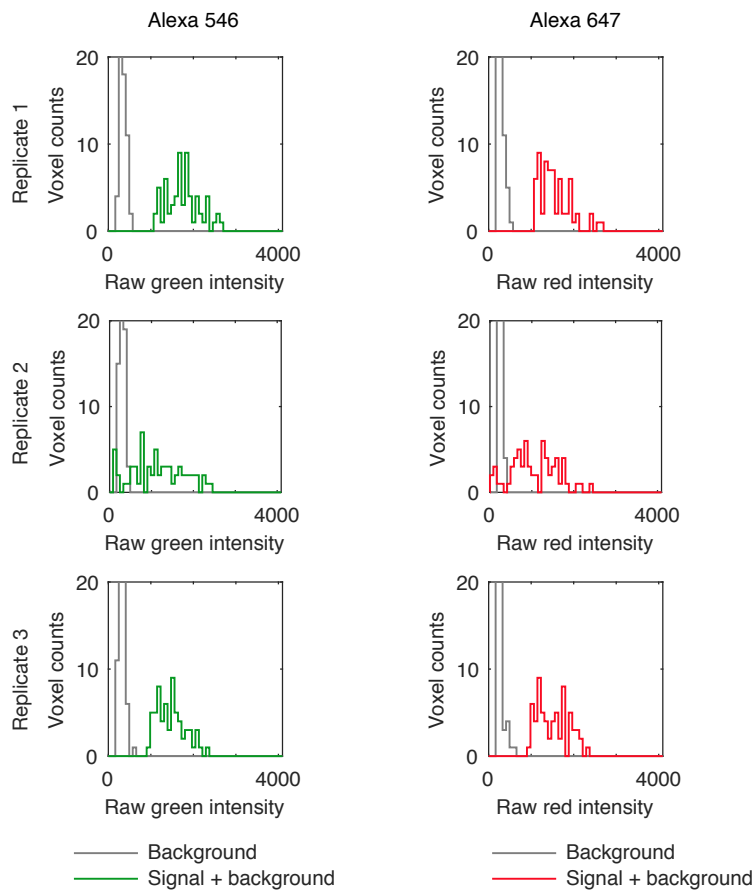 Alexa 546
Alexa 647
Replicate 1
Voxel counts
20
10
0
0
4000
Raw green intensity
Voxel counts
20
10
0
0
4000
Raw red intensity
Replicate 2
Voxel counts
20
10
0
0
4000
Raw green intensity
Voxel counts
20
10
0
0
4000
Raw red intensity
Replicate 3
Voxel counts
20
10
0
0
4000
Raw green intensity
Voxel counts
20
10
0
0
4000
Raw red intensity
Background
Signal + background
Background
Signal + background